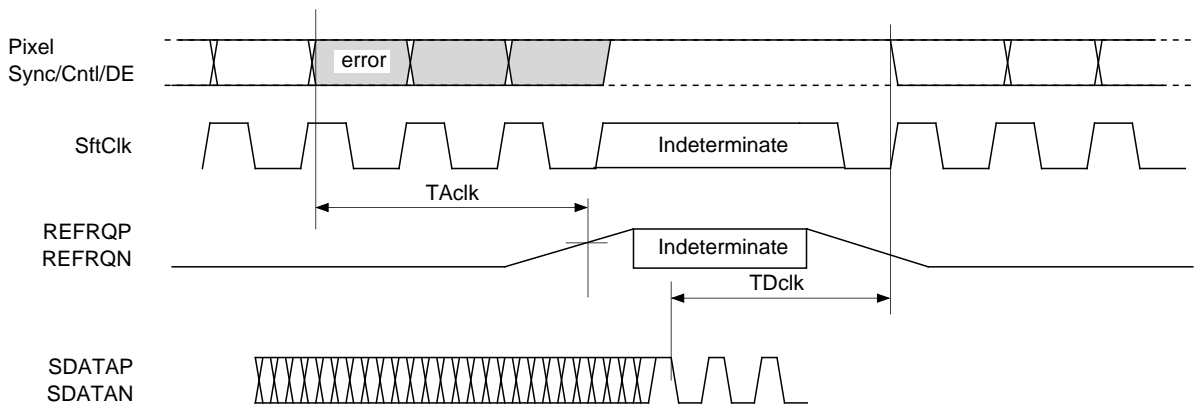 Pixel
Sync/Cntl/DE
error
SftClk
Indeterminate
TAclk
REFRQP
REFRQN
Indeterminate
TDclk
SDATAP
SDATAN